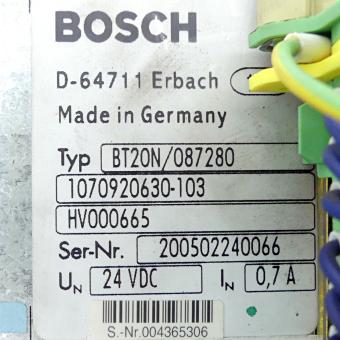 BOSCH
D-64711 Erbach
Made in Germany
Typ BT20N/087280
1070920630-103
HV000665
Ser-Nr. 200502240066
UN 24 VDC IN 0,7 A
S.-Nr.004365306